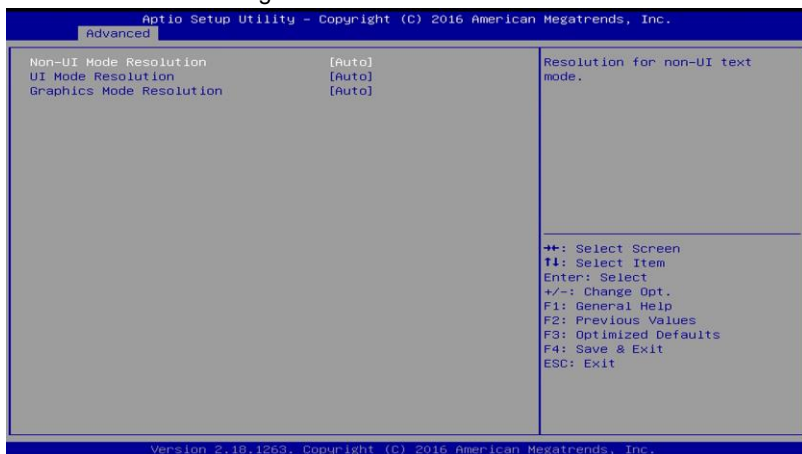 Aptio Setup Utility – Copyright (C) 2016 American Megatrends, Inc.
Advanced
Non-UI Mode Resolution [Auto]
UI Mode Resolution [Auto]
Graphics Mode Resolution [Auto]
Resolution for non-UI text
mode.
→←: Select Screen
↑↓: Select Item
Enter: Select
+/-: Change Opt.
F1: General Help
F2: Previous Values
F3: Optimized Defaults
F4: Save & Exit
ESC: Exit
Version 2.18.1263. Copyright (C) 2016 American Megatrends, Inc.